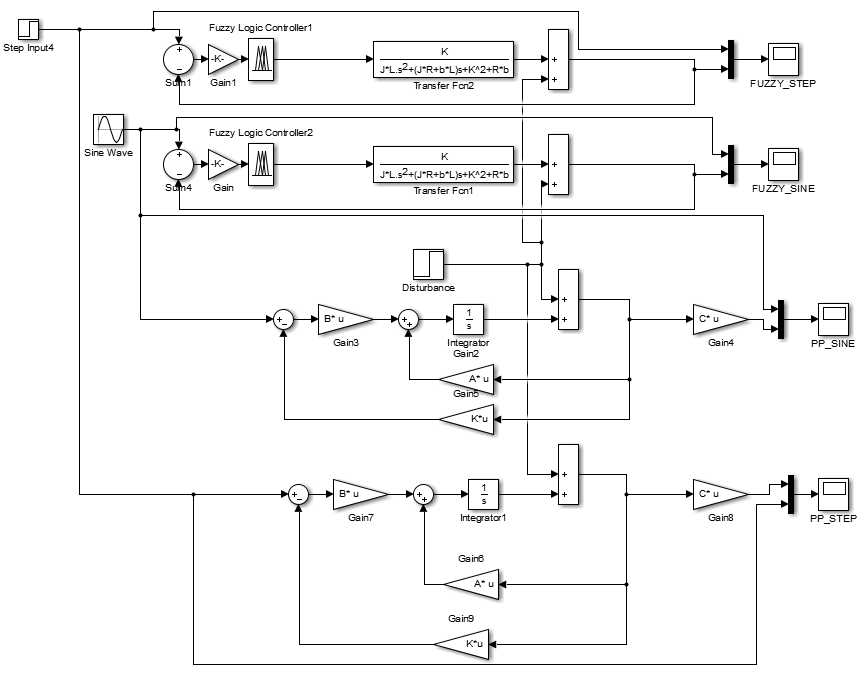 Fuzzy Logic Controller1
Step Input4
+
Sum1
-K-
Gain1
K
J*L.s²+(J*R+b*L)s+K^2+R*b
Transfer Fcn2
+
+
FUZZY_STEP
Sine Wave
Fuzzy Logic Controller2
+
Sum4
-K-
Gain
K
J*L.s²+(J*R+b*L)s+K^2+R*b
Transfer Fcn1
+
+
FUZZY_SINE
Disturbance
+
−
B* u
Gain3
+
+
1
s
Integrator
+
+
C* u
Gain4
PP_SINE
Gain2
A* u
Gain5
K*u
+
−
B* u
Gain7
+
+
1
s
Integrator1
+
+
C* u
Gain8
PP_STEP
Gain6
A* u
Gain9
K*u